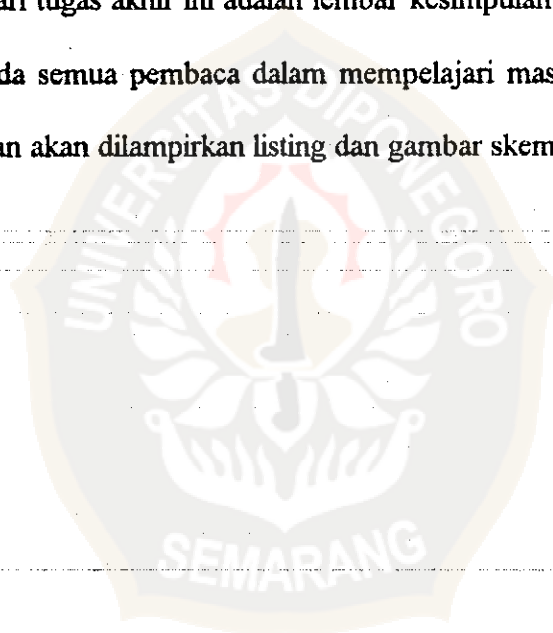 ari tugas akhir ini adalah lembar kesimpulan
da semua pembaca dalam mempelajari mas
an akan dilampirkan listing dan gambar skem
UNIVERSITAS DIPONEGORO
SEMARANG